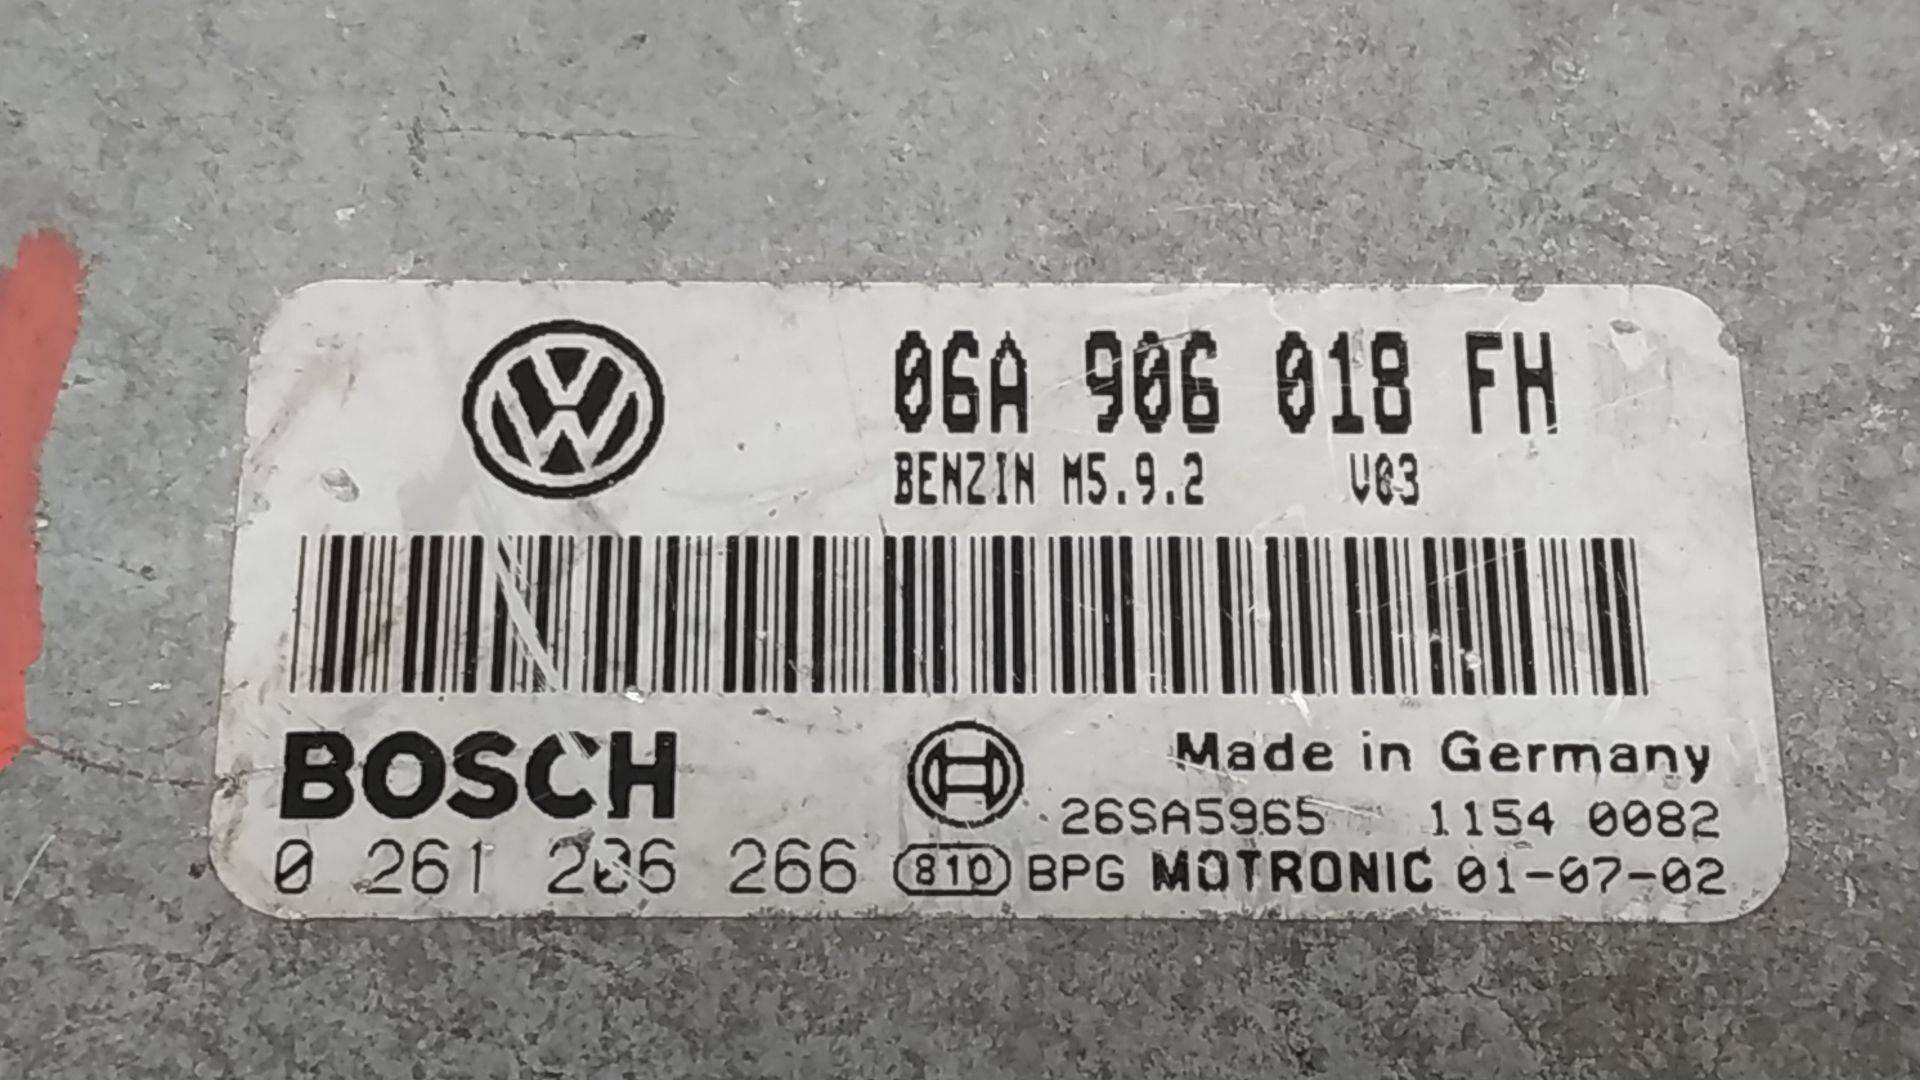 06A 906 018 FH
BENZIN M5.9.2 V03
BOSCH
Made in Germany
26SA5965 1154 0082
0 261 206 266 810 BPG MOTRONIC 01-07-02